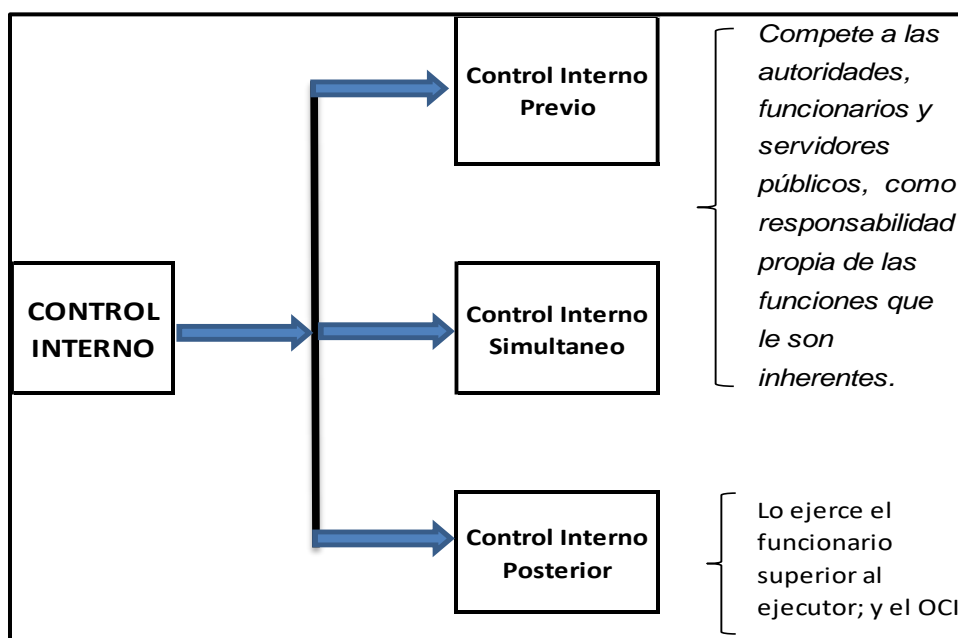 CONTROL
INTERNO
Control Interno
Previo
Control Interno
Simultaneo
Control Interno
Posterior
Compete a las
autoridades,
funcionarios y
servidores
públicos, como
responsabilidad
propia de las
funciones que
le son
inherentes.
Lo ejerce el
funcionario
superior al
ejecutor; y el OCI